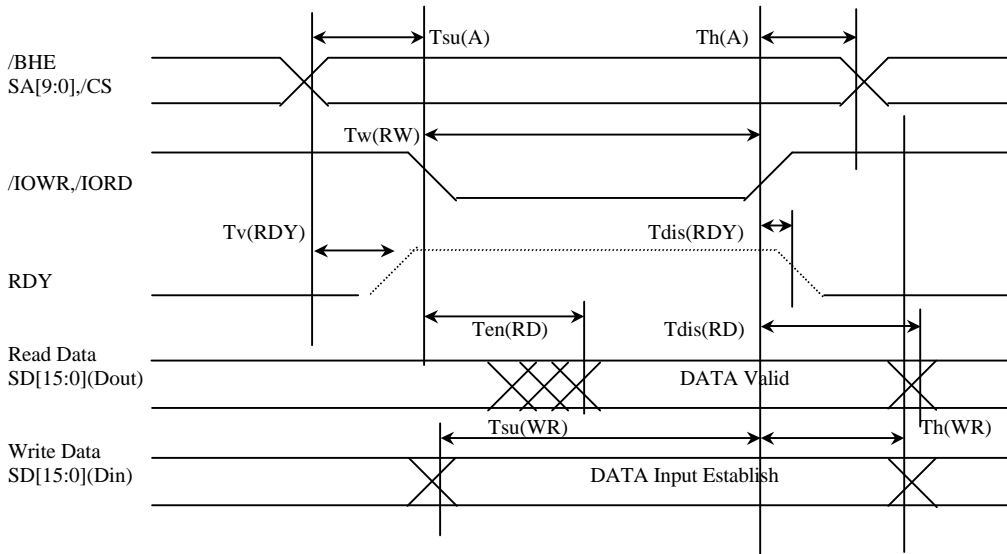 Tsu(A) Th(A)
/BHE
SA[9:0],/CS
Tw(RW)
/IOWR,/IORD
Tv(RDY) Tdis(RDY)
RDY
Ten(RD) Tdis(RD)
Read Data
SD[15:0](Dout) DATA Valid
Tsu(WR) Th(WR)
Write Data
SD[15:0](Din) DATA Input Establish